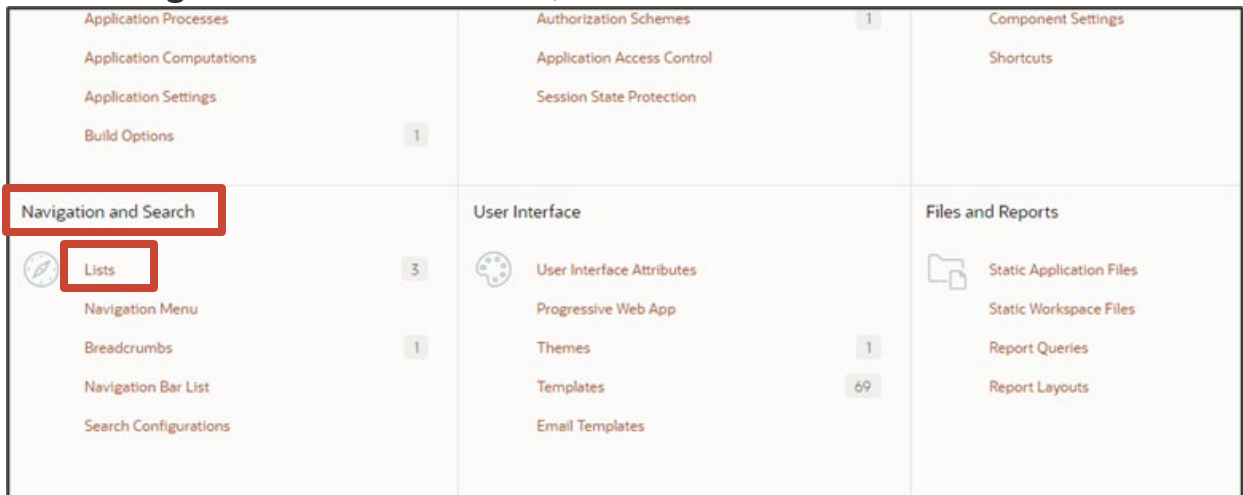 Application Processes
Authorization Schemes 1
Component Settings
Application Computations
Application Access Control
Shortcuts
Application Settings
Session State Protection
Build Options 1
Navigation and Search
User Interface
Files and Reports
Lists 3
User Interface Attributes
Static Application Files
Navigation Menu
Progressive Web App
Static Workspace Files
Breadcrumbs 1
Themes 1
Report Queries
Navigation Bar List
Templates 69
Report Layouts
Search Configurations
Email Templates